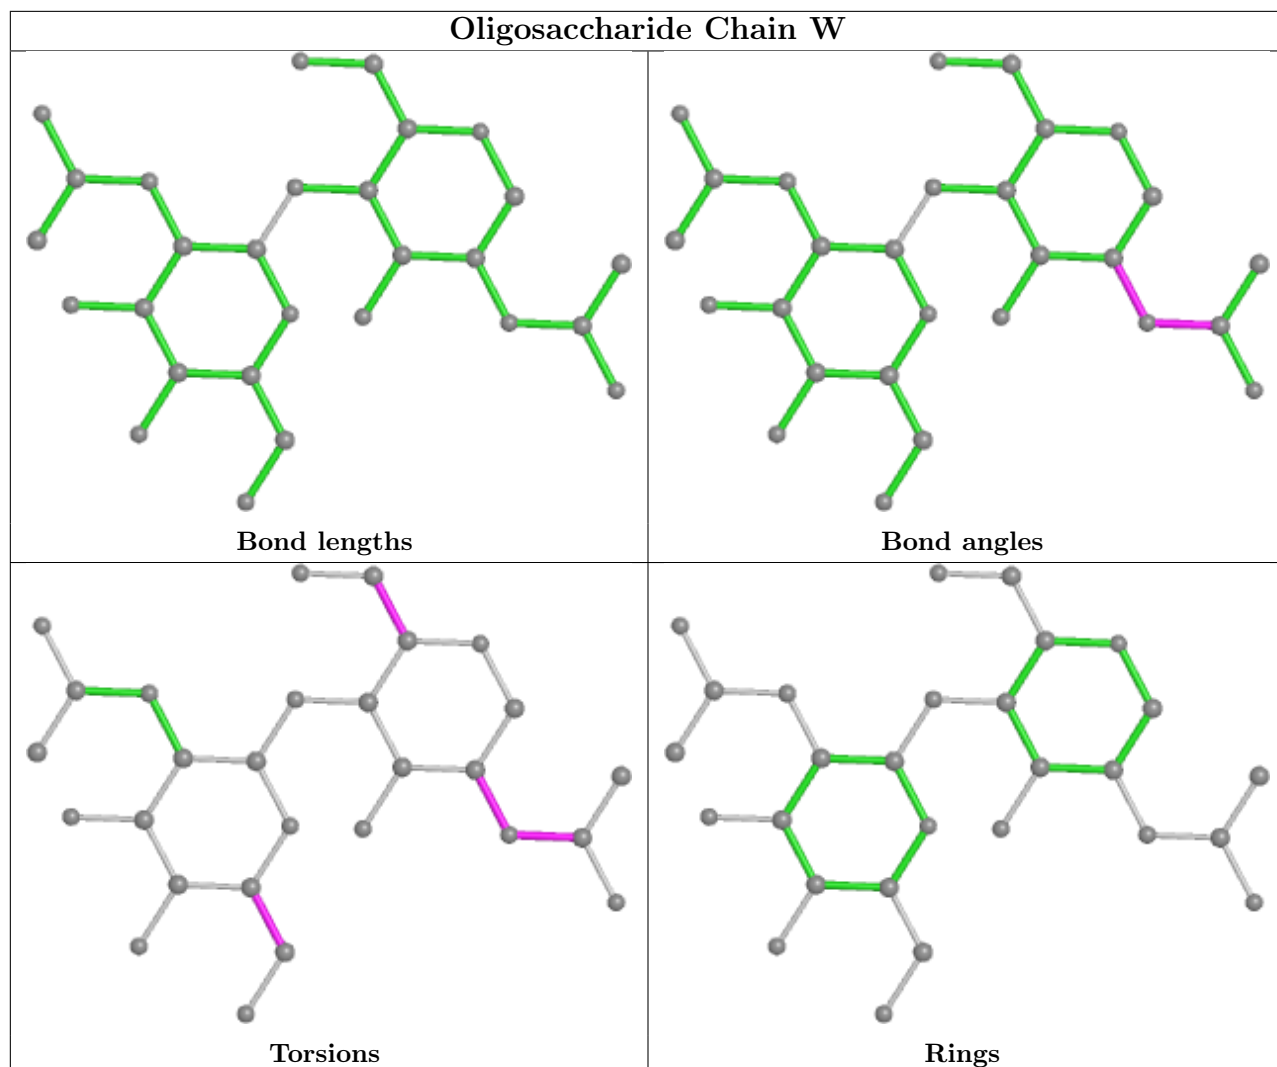 Oligosaccharide Chain W
Bond lengths
Bond angles
Torsions
Rings